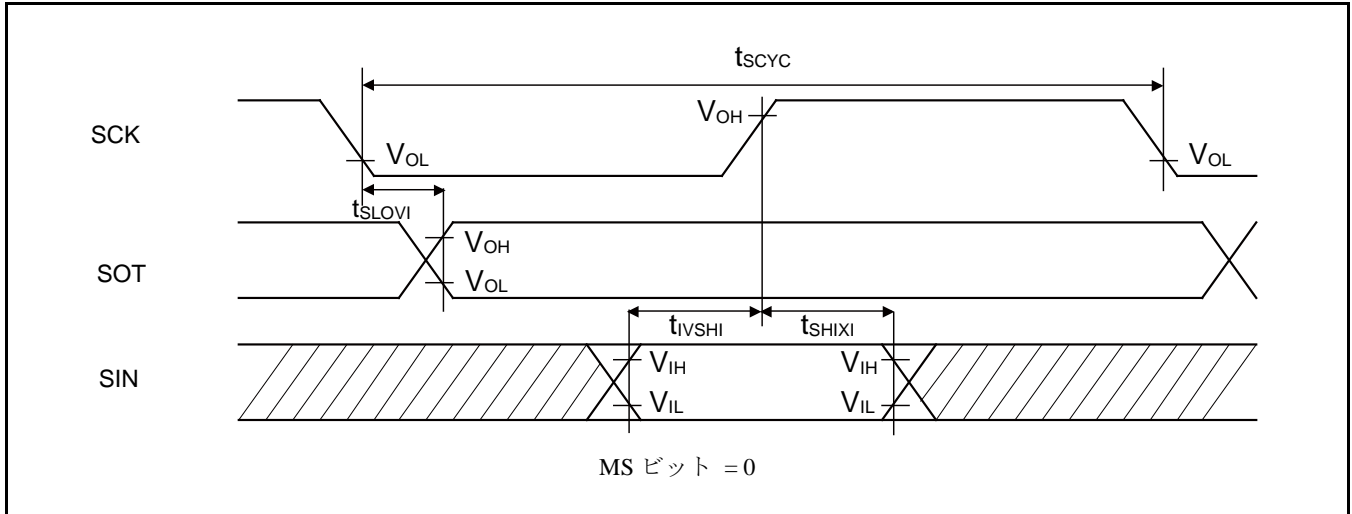 tSCYC
SCK
VOH
VOL
VOL
tSLOVI
SOT
VOH
VOL
tIVSHI
tSHIXI
SIN
VIH
VIH
VIL
VIL
MS ビット =0